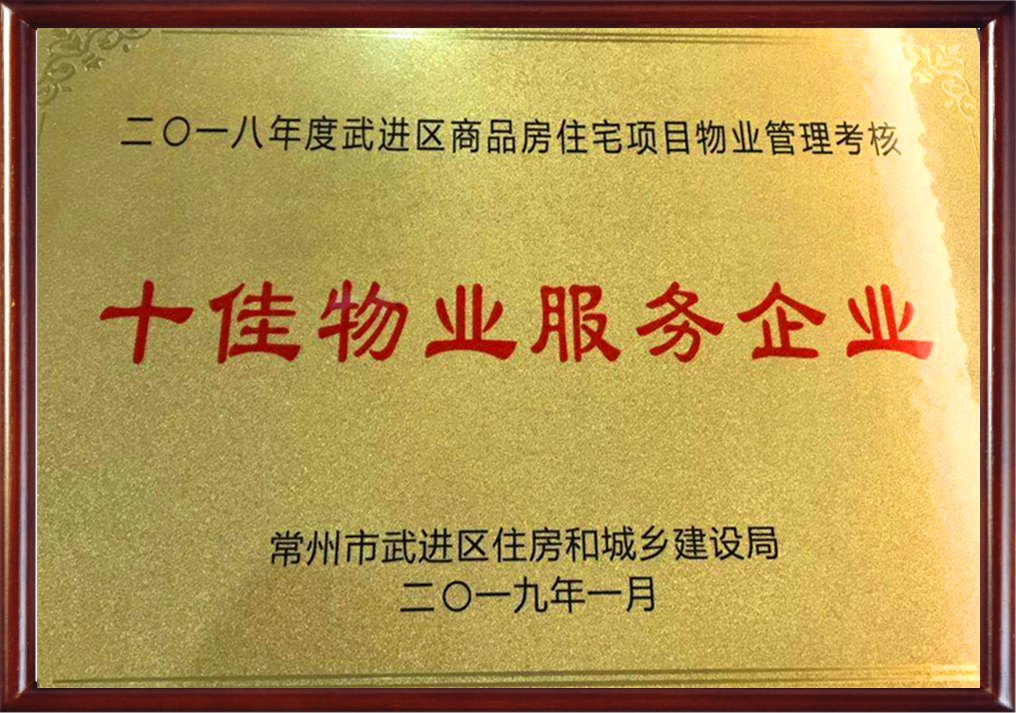 二〇一八年度武进区商品房住宅项目物业管理考核
十佳物业服务企业
常州市武进区住房和城乡建设局
二〇一九年一月